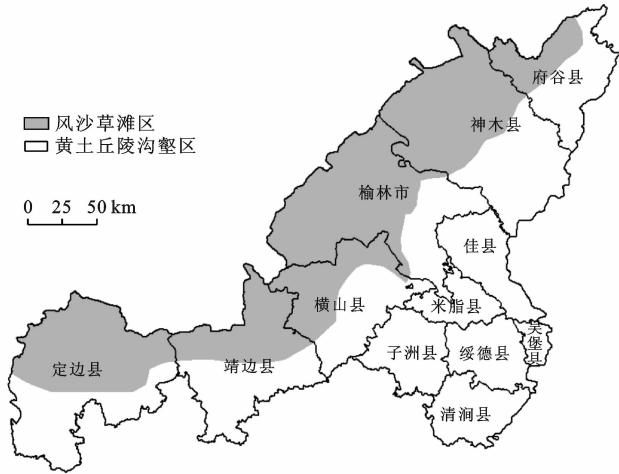 府谷县
风沙草滩区
神木县
黄土丘陵沟壑区
榆林市
0 25 50 km
佳县
横山县
米脂县
吴堡县
子洲县
绥德县
定边县
靖边县
清涧县